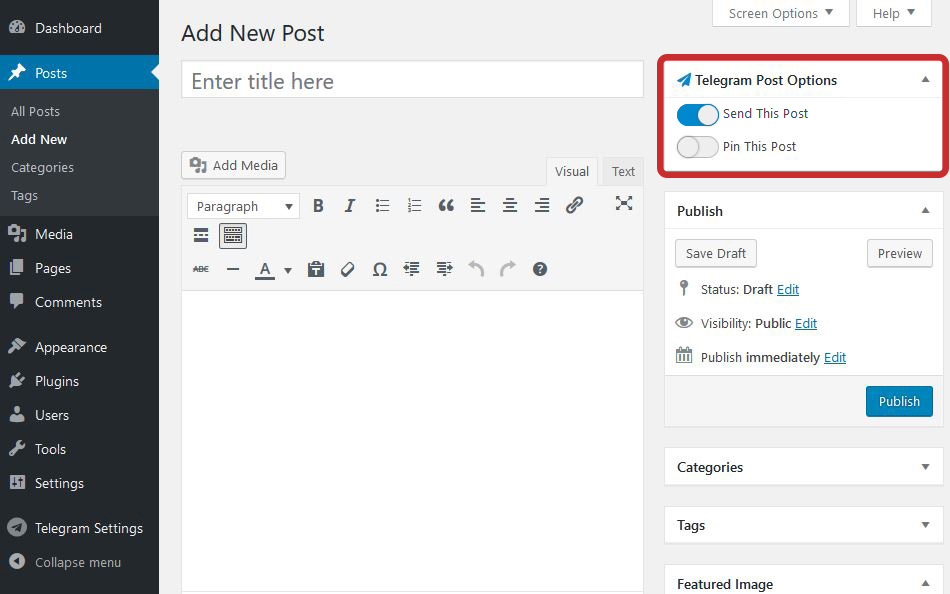 Dashboard
Posts
All Posts
Add New
Categories
Tags
Media
Pages
Comments
Appearance
Plugins
Users
Tools
Settings
Telegram Settings
Collapse menu
Screen Options
Help
Add New Post
Enter title here
Add Media
Visual
Text
Paragraph
B
I
ABC
A
Telegram Post Options
Send This Post
Pin This Post
Publish
Save Draft
Preview
Status: Draft Edit
Visibility: Public Edit
Publish immediately Edit
Publish
Categories
Tags
Featured Image